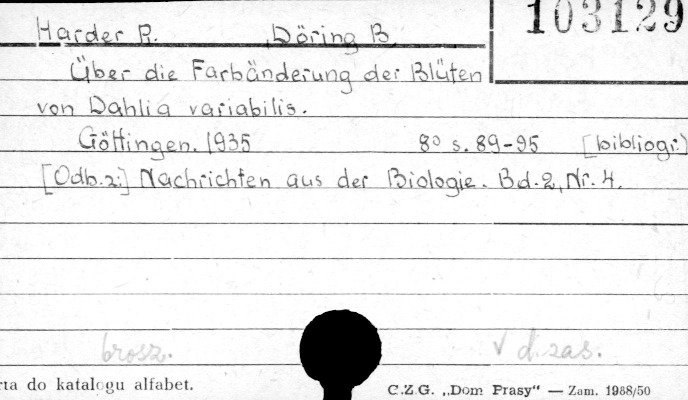 103129
Harder R. , Döring B.
Über die Farbänderung der Blüten
von Dahlia variabilis.
Göttingen. 1935 8° s. 89-95 [bibliogr.]
[Odb. z:] Nachrichten aus der Biologie. Bd. 2, Nr. 4.
brosz. V d. zas.
rta do katalogu alfabet. C.Z.G. „Dom Prasy" — Zam. 1988/50